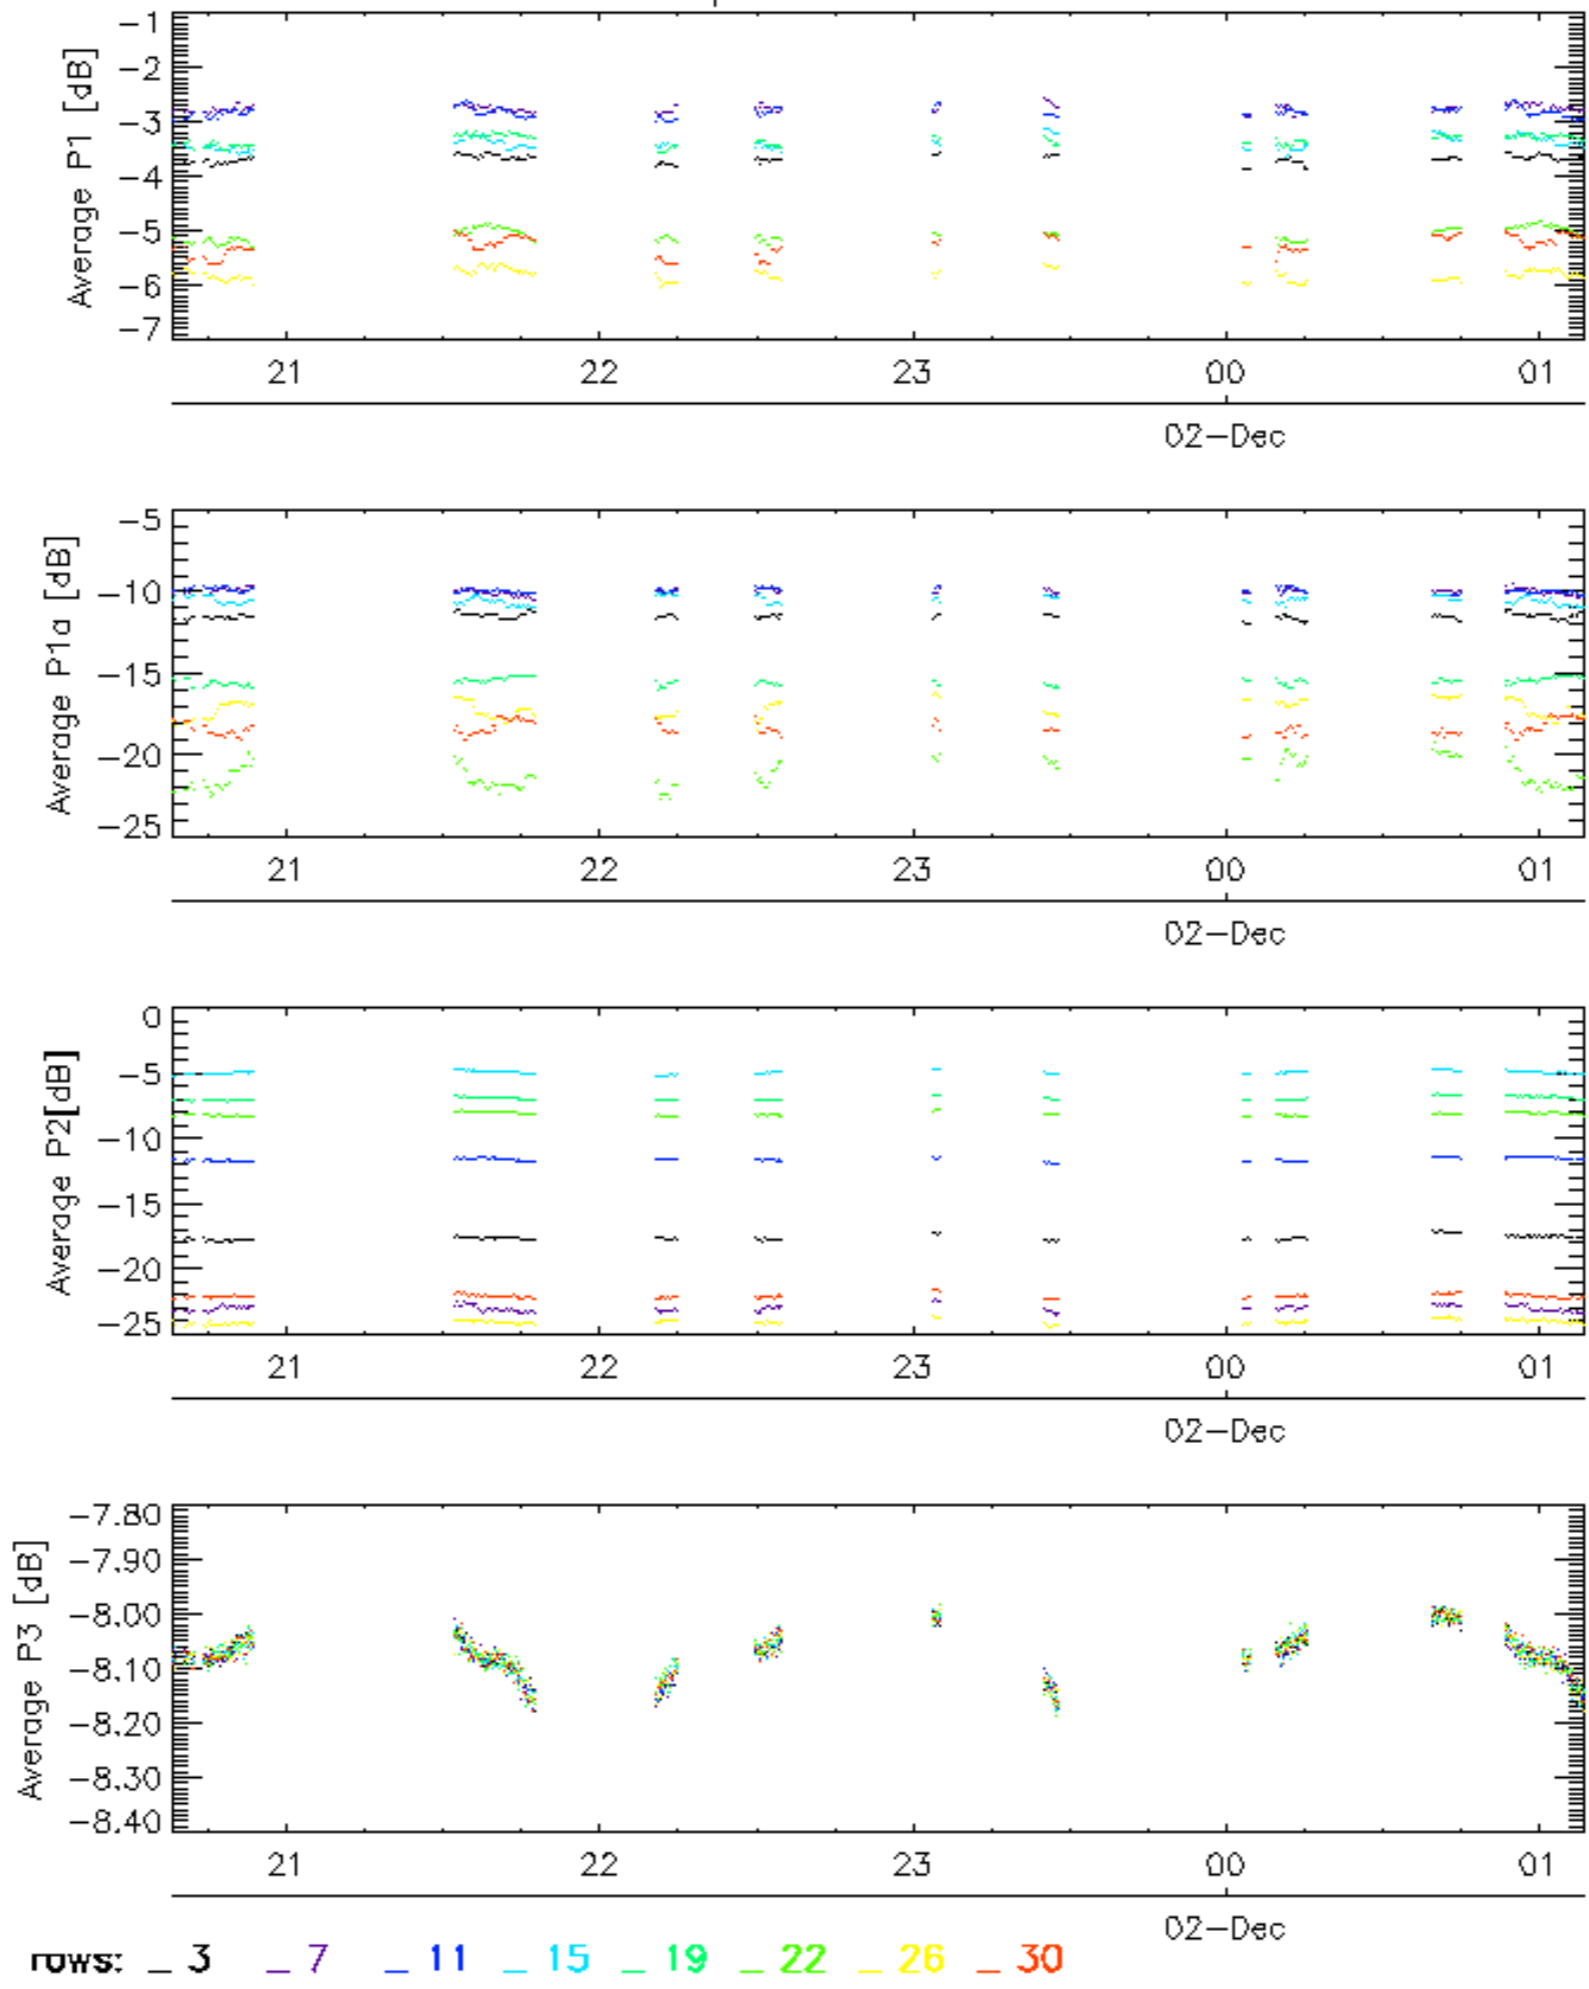 Average P1 [dB]
-1
-2
-3
-4
-5
-6
-7
21 22 23 00 01
02-Dec
Average P1a [dB]
-5
-10
-15
-20
-25
21 22 23 00 01
02-Dec
Average P2[dB]
0
-5
-10
-15
-20
-25
21 22 23 00 01
02-Dec
Average P3 [dB]
-7.80
-7.90
-8.00
-8.10
-8.20
-8.30
-8.40
21 22 23 00 01
02-Dec
rows: _ 3 _ 7 _ 11 _ 15 _ 19 _ 22 _ 26 _ 30